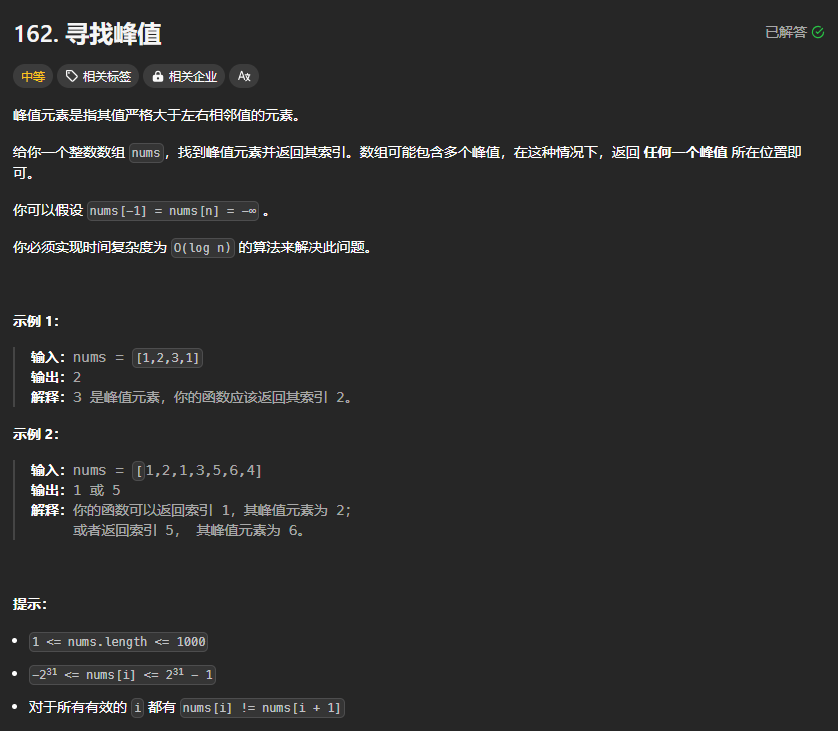 162. 寻找峰值
已解答
中等 相关标签 相关企业 Ax
峰值元素是指其值严格大于左右相邻值的元素。
给你一个整数数组 nums，找到峰值元素并返回其索引。数组可能包含多个峰值，在这种情况下，返回 任何一个峰值 所在位置即
可。
你可以假设 nums[-1] = nums[n] = -∞ 。
你必须实现时间复杂度为 O(log n) 的算法来解决此问题。
示例 1：
输入：nums = [1,2,3,1]
输出：2
解释：3 是峰值元素，你的函数应该返回其索引 2。
示例 2：
输入：nums = [1,2,1,3,5,6,4]
输出：1 或 5
解释：你的函数可以返回索引 1，其峰值元素为 2；
或者返回索引 5， 其峰值元素为 6。
提示：
1 <= nums.length <= 1000
-2³¹ <= nums[i] <= 2³¹ - 1
对于所有有效的 i 都有 nums[i] != nums[i + 1]